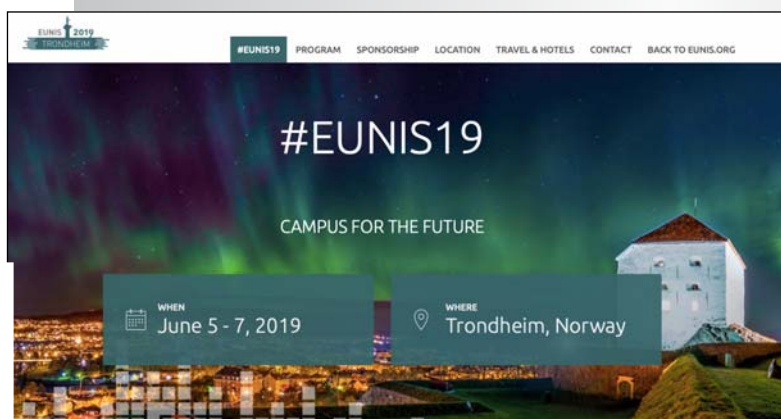 EUNIS 2019
TRONDHEIM
#EUNIS19 PROGRAM SPONSORSHIP LOCATION TRAVEL & HOTELS CONTACT BACK TO EUNIS.ORG
#EUNIS19
CAMPUS FOR THE FUTURE
WHEN
June 5 - 7, 2019
WHERE
Trondheim, Norway